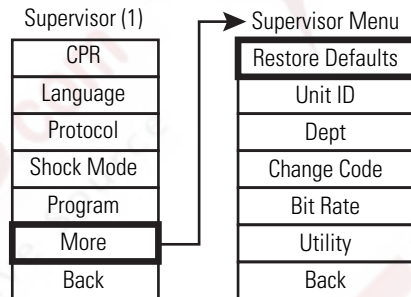 Supervisor (1)
CPR
Language
Protocol
Shock Mode
Program
More
Back
Supervisor Menu
Restore Defaults
Unit ID
Dept
Change Code
Bit Rate
Utility
Back